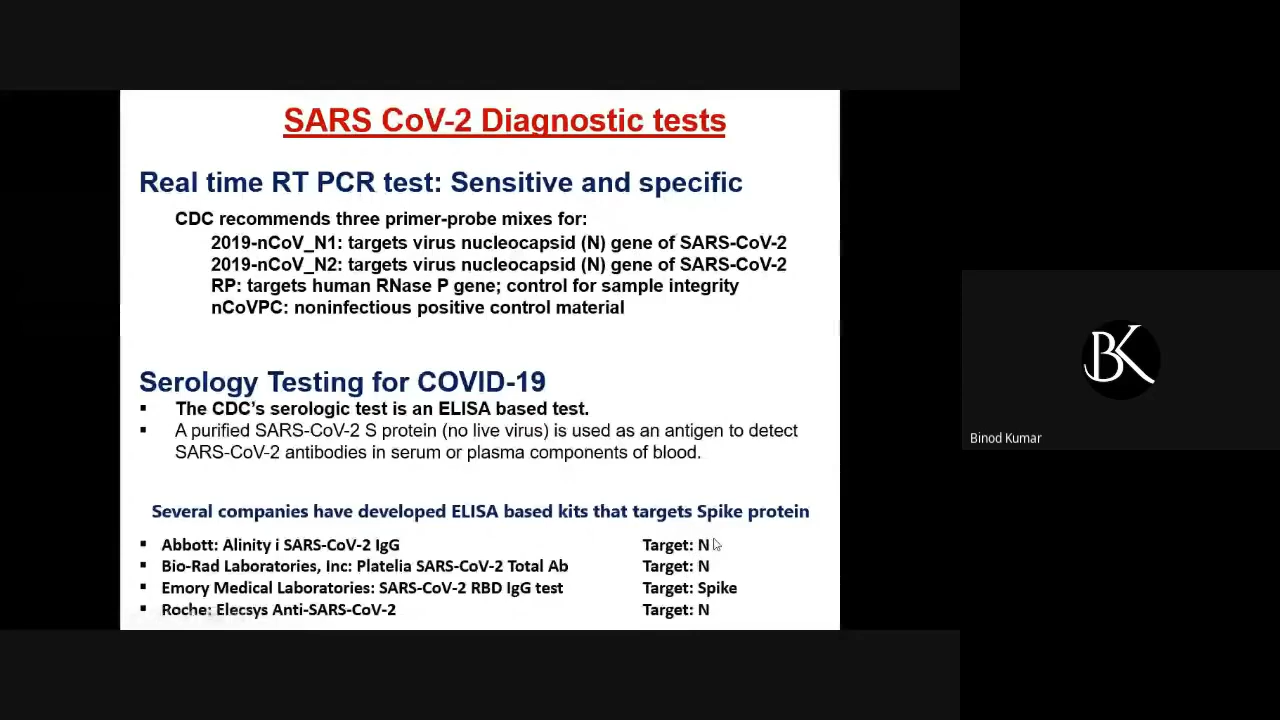 SARS CoV-2 Diagnostic tests
Real time RT PCR test: Sensitive and specific
CDC recommends three primer-probe mixes for:
2019-nCoV_N1: targets virus nucleocapsid (N) gene of SARS-CoV-2
2019-nCoV_N2: targets virus nucleocapsid (N) gene of SARS-CoV-2
RP: targets human RNase P gene; control for sample integrity
nCoVPC: noninfectious positive control material
Serology Testing for COVID-19
▪ The CDC’s serologic test is an ELISA based test.
▪ A purified SARS-CoV-2 S protein (no live virus) is used as an antigen to detect
SARS-CoV-2 antibodies in serum or plasma components of blood.
Several companies have developed ELISA based kits that targets Spike protein
▪ Abbott: Alinity i SARS-CoV-2 IgG Target: N
▪ Bio-Rad Laboratories, Inc: Platelia SARS-CoV-2 Total Ab Target: N
▪ Emory Medical Laboratories: SARS-CoV-2 RBD IgG test Target: Spike
▪ Roche: Elecsys Anti-SARS-CoV-2 Target: N
BK
Binod Kumar